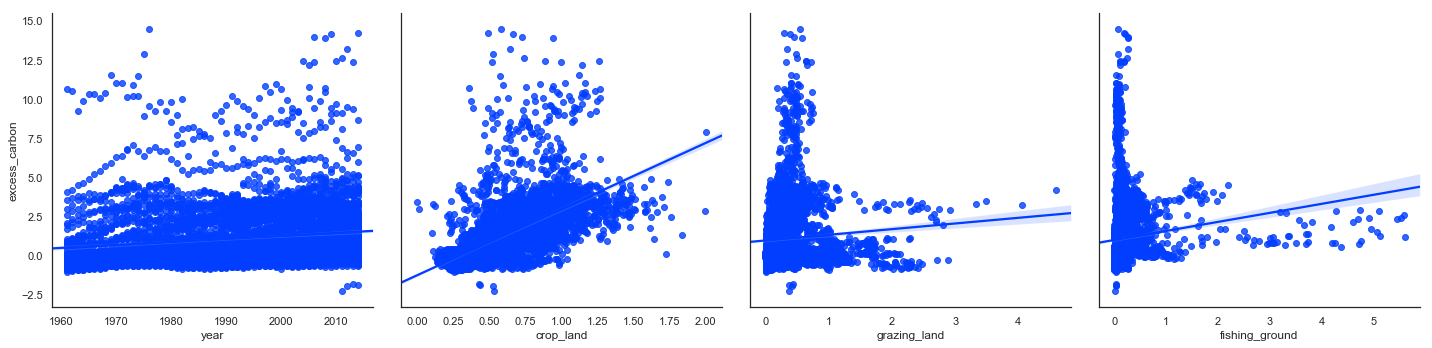 15.0
12.5
10.0
7.5
5.0
2.5
0.0
−2.5
excess_carbon
1960 1970 1980 1990 2000 2010
year
0.00 0.25 0.50 0.75 1.00 1.25 1.50 1.75 2.00
crop_land
0 1 2 3 4
grazing_land
0 1 2 3 4 5
fishing_ground